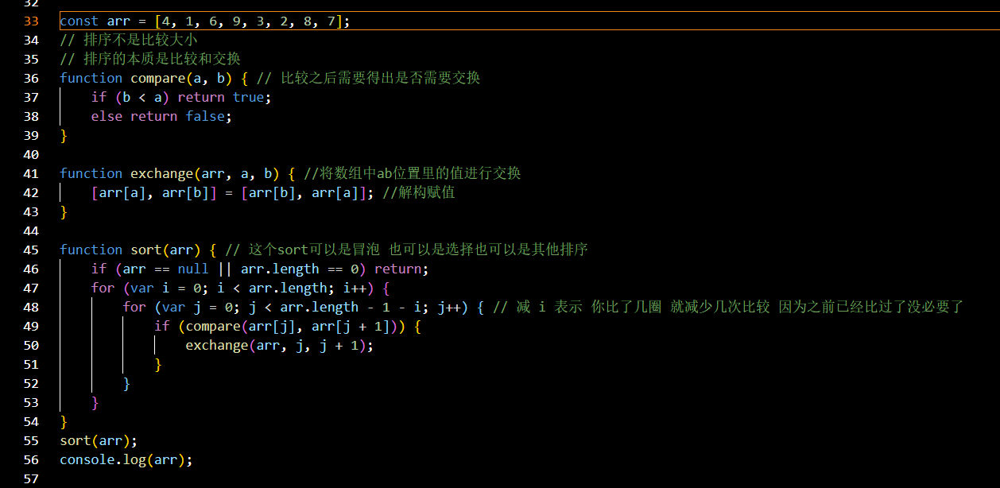 32
33 const arr = [4, 1, 6, 9, 3, 2, 8, 7];
34 // 排序不是比较大小
35 // 排序的本质是比较和交换
36 function compare(a, b) { // 比较之后需要得出是否需要交换
37     if (b < a) return true;
38     else return false;
39 }
40
41 function exchange(arr, a, b) { //将数组中ab位置里的值进行交换
42     [arr[a], arr[b]] = [arr[b], arr[a]]; //解构赋值
43 }
44
45 function sort(arr) { // 这个sort可以是冒泡 也可以是选择也可以是其他排序
46     if (arr == null || arr.length == 0) return;
47     for (var i = 0; i < arr.length; i++) {
48         for (var j = 0; j < arr.length - 1 - i; j++) { // 减 i 表示 你比了几圈 就减少几次比较 因为之前已经比过了没必要了
49             if (compare(arr[j], arr[j + 1])) {
50                 exchange(arr, j, j + 1);
51             }
52         }
53     }
54 }
55 sort(arr);
56 console.log(arr);
57